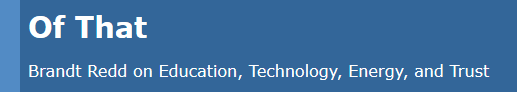 Of That
Brandt Redd on Education, Technology, Energy, and Trust